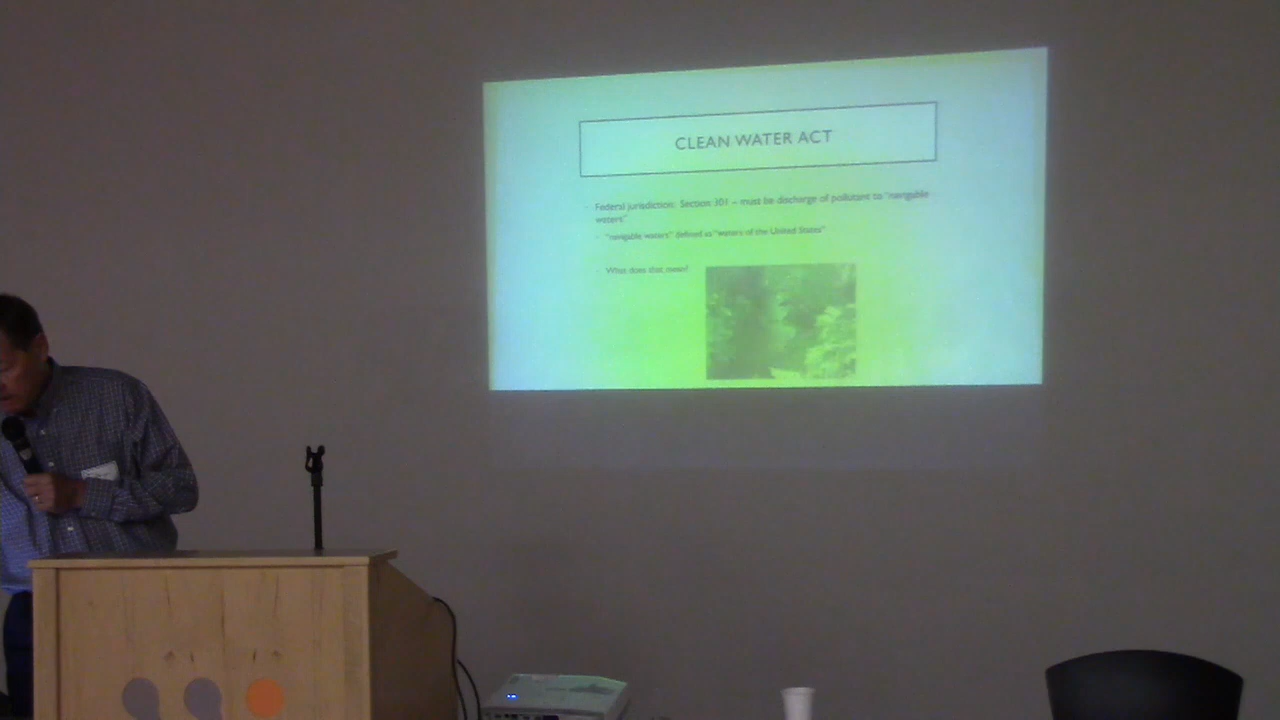 CLEAN WATER ACT
Federal jurisdiction: Section 301 – must be discharge of pollutant to "navigable
waters"
"navigable waters" defined as "waters of the United States"
What does that mean?